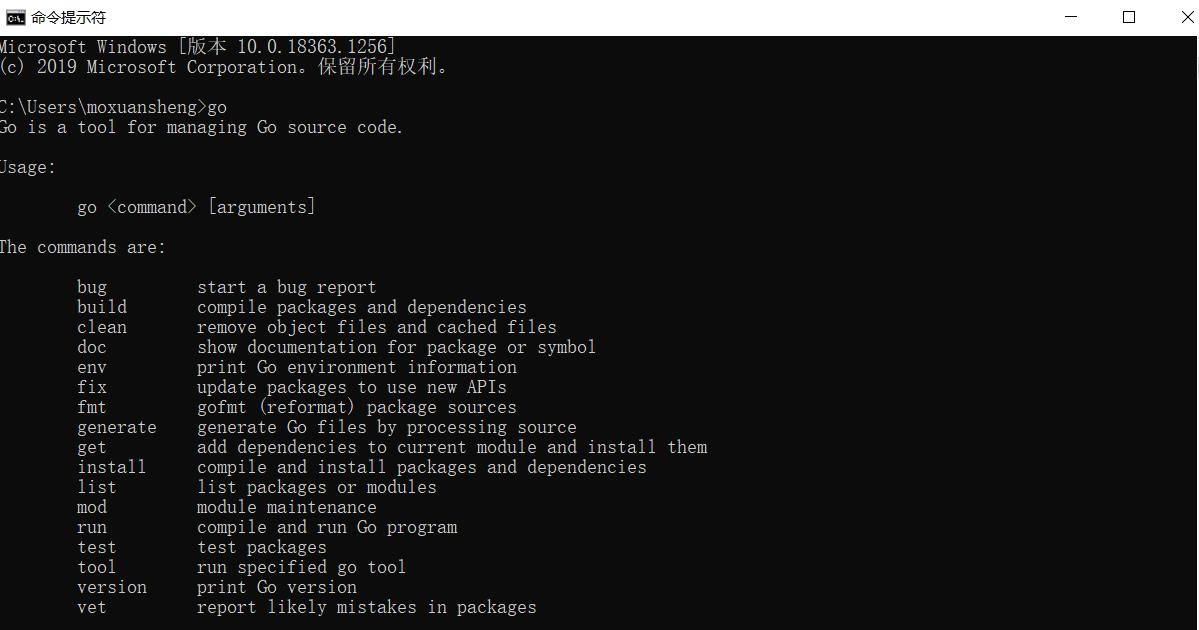 命令提示符
Microsoft Windows [版本 10.0.18363.1256]
(c) 2019 Microsoft Corporation。保留所有权利。
C:\Users\moxuansheng>go
Go is a tool for managing Go source code.
Usage:
go <command> [arguments]
The commands are:
bug start a bug report
build compile packages and dependencies
clean remove object files and cached files
doc show documentation for package or symbol
env print Go environment information
fix update packages to use new APIs
fmt gofmt (reformat) package sources
generate generate Go files by processing source
get add dependencies to current module and install them
install compile and install packages and dependencies
list list packages or modules
mod module maintenance
run compile and run Go program
test test packages
tool run specified go tool
version print Go version
vet report likely mistakes in packages